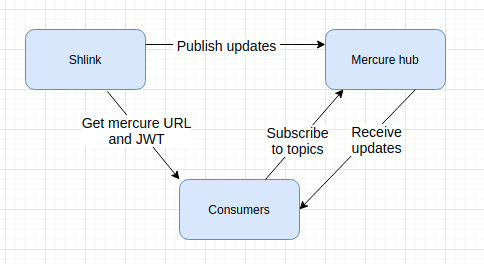 Shlink
Publish updates
Mercure hub
Get mercure URL
and JWT
Subscribe
to topics
Receive
updates
Consumers